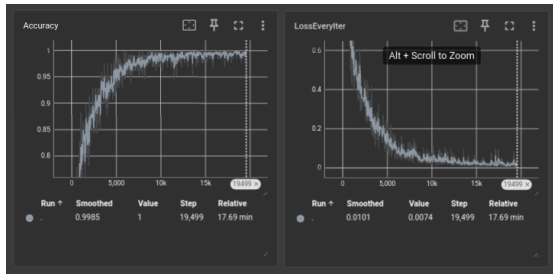 Accuracy
1
0.95
0.9
0.85
0.8
0 5,000 10k 15k 19499 ×
Run ↑ Smoothed Value Step Relative
. 0.9985 1 19,499 17.69 min
LossEveryIter
Alt + Scroll to Zoom
0.6
0.4
0.2
0
0 5,000 10k 15k 19499 ×
Run ↑ Smoothed Value Step Relative
. 0.0101 0.0074 19,499 17.69 min